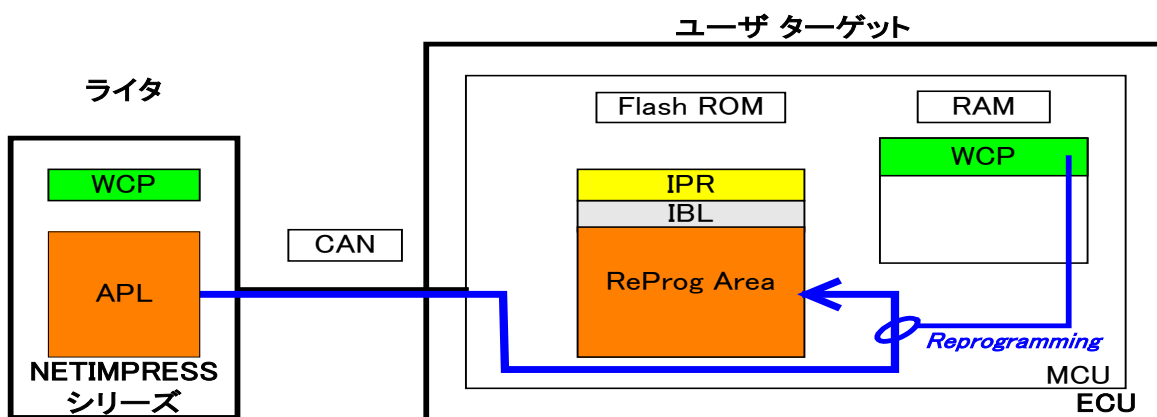 ユーザ ターゲット
ライタ
Flash ROM
RAM
WCP
WCP
IPR
IBL
CAN
APL
ReProg Area
Reprogramming
NETIMPRESS
シリーズ
MCU
ECU